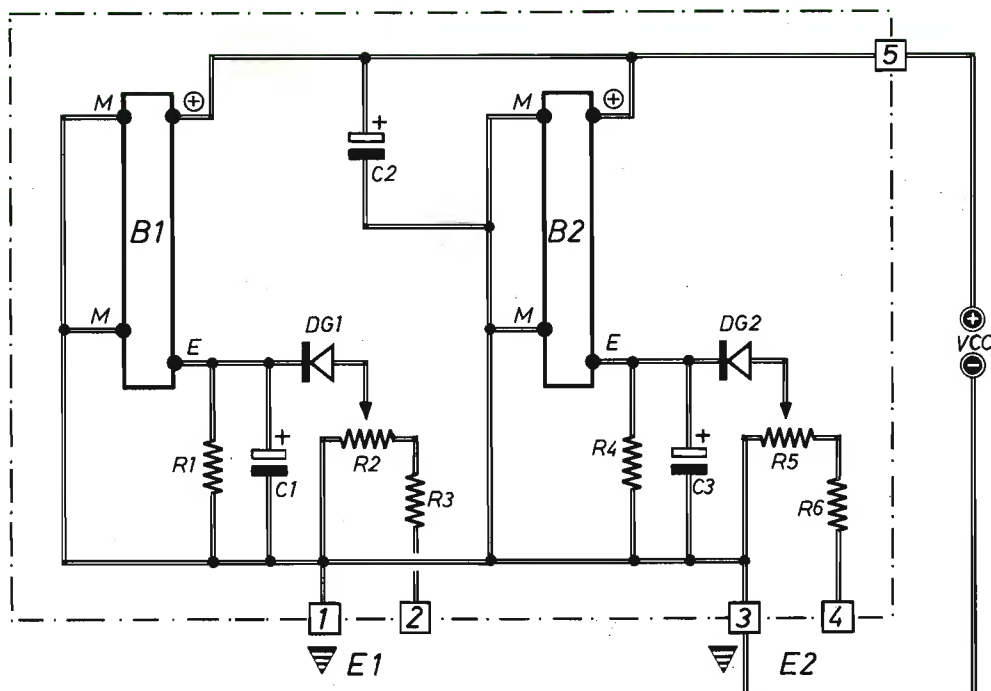 5
M
⊕
M
⊕
+
C2
B1
B2
M
M
E
DG1
E
DG2
⊕
VCC
⊖
R1
+
C1
R2
R3
R4
+
C3
R5
R6
1
2
3
4
E1
E2